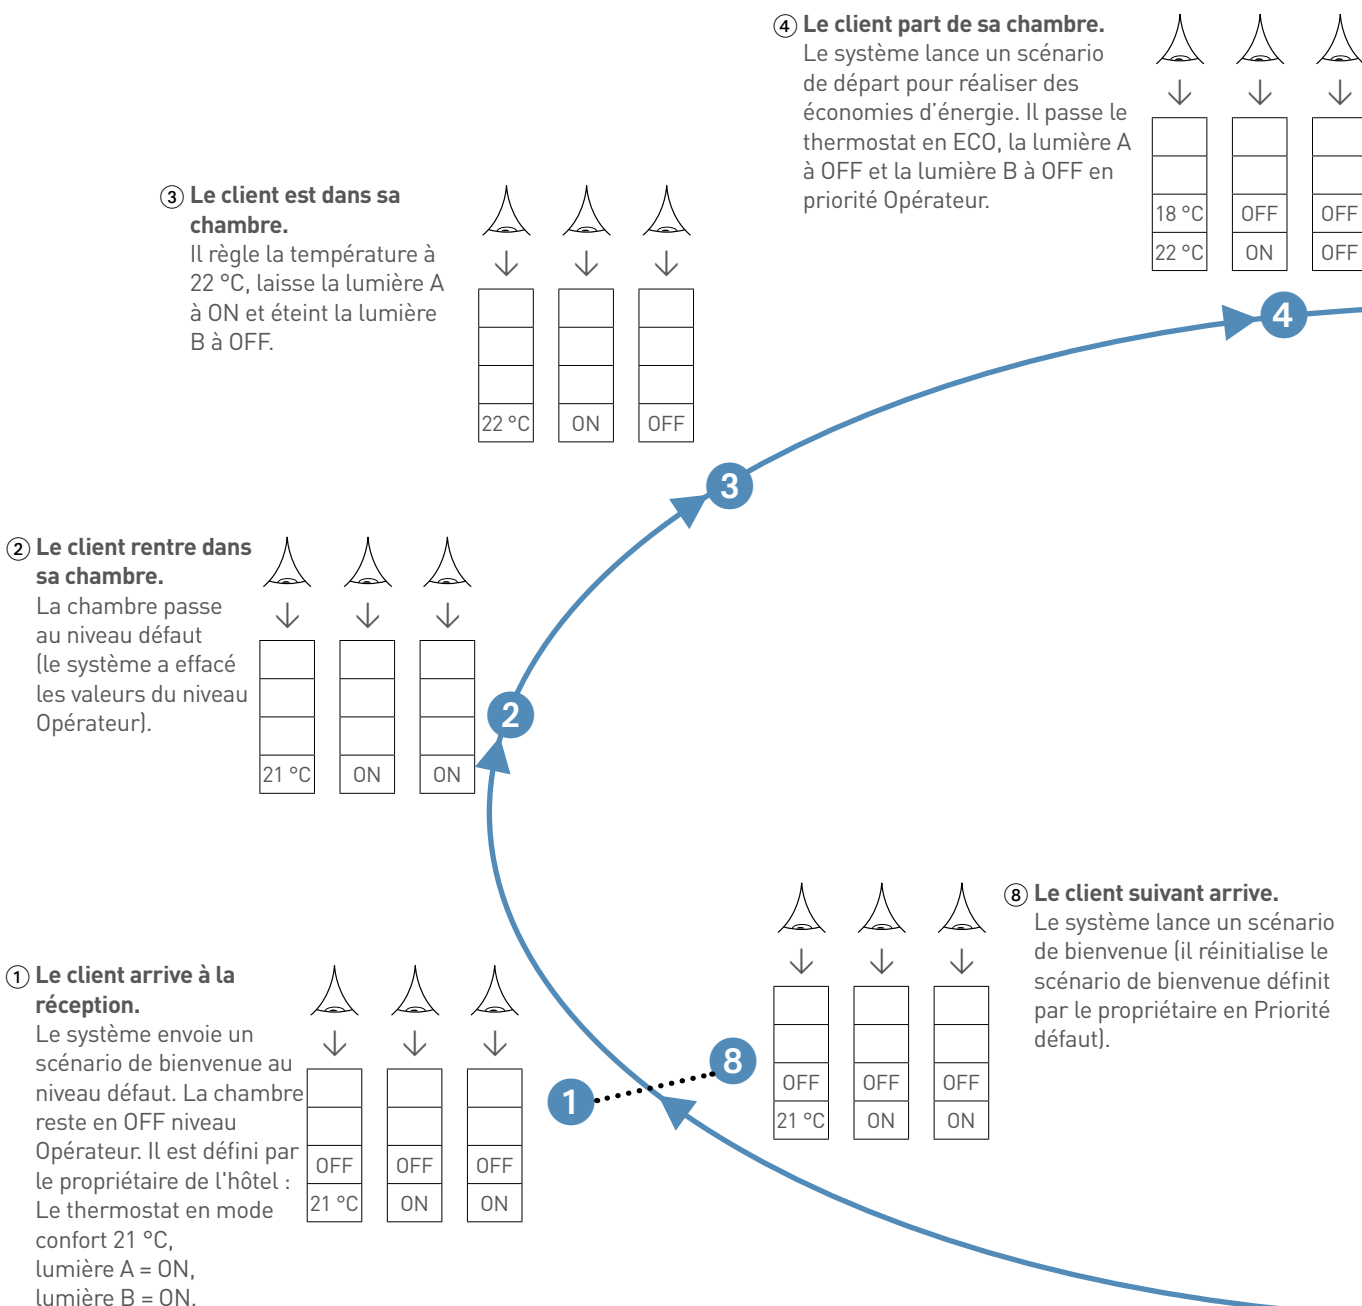 ④ Le client part de sa chambre.
Le système lance un scénario
de départ pour réaliser des
économies d’énergie. Il passe le
thermostat en ECO, la lumière A
à OFF et la lumière B à OFF en
priorité Opérateur.
18 °C OFF OFF
22 °C ON OFF
4
③ Le client est dans sa
chambre.
Il règle la température à
22 °C, laisse la lumière A
à ON et éteint la lumière
B à OFF.
22 °C ON OFF
3
② Le client rentre dans
sa chambre.
La chambre passe
au niveau défaut
(le système a effacé
les valeurs du niveau
Opérateur).
21 °C ON ON
2
⑧ Le client suivant arrive.
Le système lance un scénario
de bienvenue (il réinitialise le
scénario de bienvenue définit
par le propriétaire en Priorité
défaut).
OFF OFF OFF
21 °C ON ON
8
① Le client arrive à la
réception.
Le système envoie un
scénario de bienvenue au
niveau défaut. La chambre
reste en OFF niveau
Opérateur. Il est défini par
le propriétaire de l'hôtel :
Le thermostat en mode
confort 21 °C,
lumière A = ON,
lumière B = ON.
OFF OFF OFF
21 °C ON ON
1